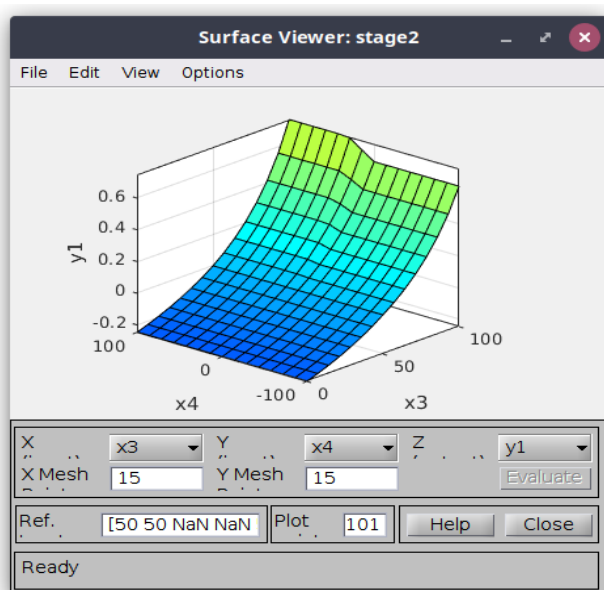 Surface Viewer: stage2
File Edit View Options
0.6
0.4
0.2
0
-0.2
y1
100
0
-100
x4
0
50
100
x3
X x3 Y x4 Z y1
X Mesh 15 Y Mesh 15 Evaluate
Ref. [50 50 NaN NaN Plot 101 Help Close
Ready